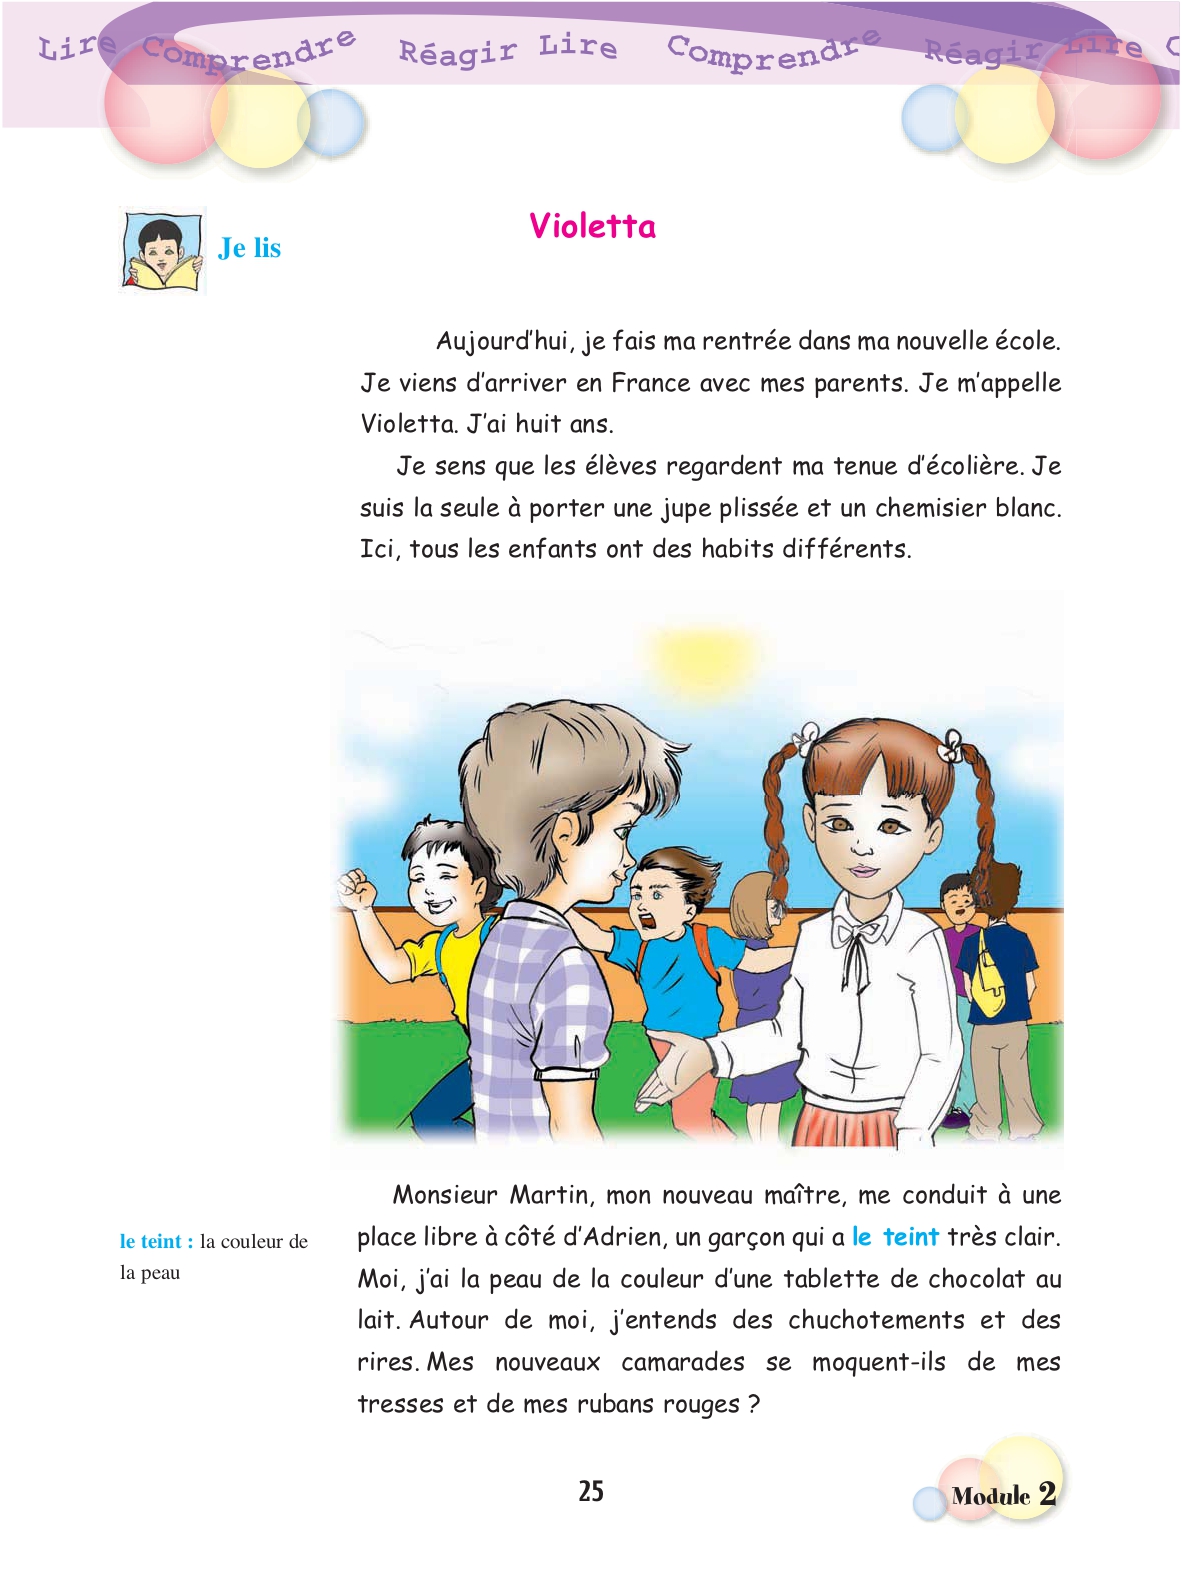 Lire Comprendre Réagir Lire Comprendre Réagir Lire C
Violetta
Je lis
Aujourd’hui, je fais ma rentrée dans ma nouvelle école.
Je viens d’arriver en France avec mes parents. Je m’appelle
Violetta. J’ai huit ans.
Je sens que les élèves regardent ma tenue d’écolière. Je
suis la seule à porter une jupe plissée et un chemisier blanc.
Ici, tous les enfants ont des habits différents.
Monsieur Martin, mon nouveau maître, me conduit à une
place libre à côté d’Adrien, un garçon qui a le teint très clair.
Moi, j’ai la peau de la couleur d’une tablette de chocolat au
lait. Autour de moi, j’entends des chuchotements et des
rires. Mes nouveaux camarades se moquent-ils de mes
tresses et de mes rubans rouges ?
le teint : la couleur de
la peau
25
Module 2